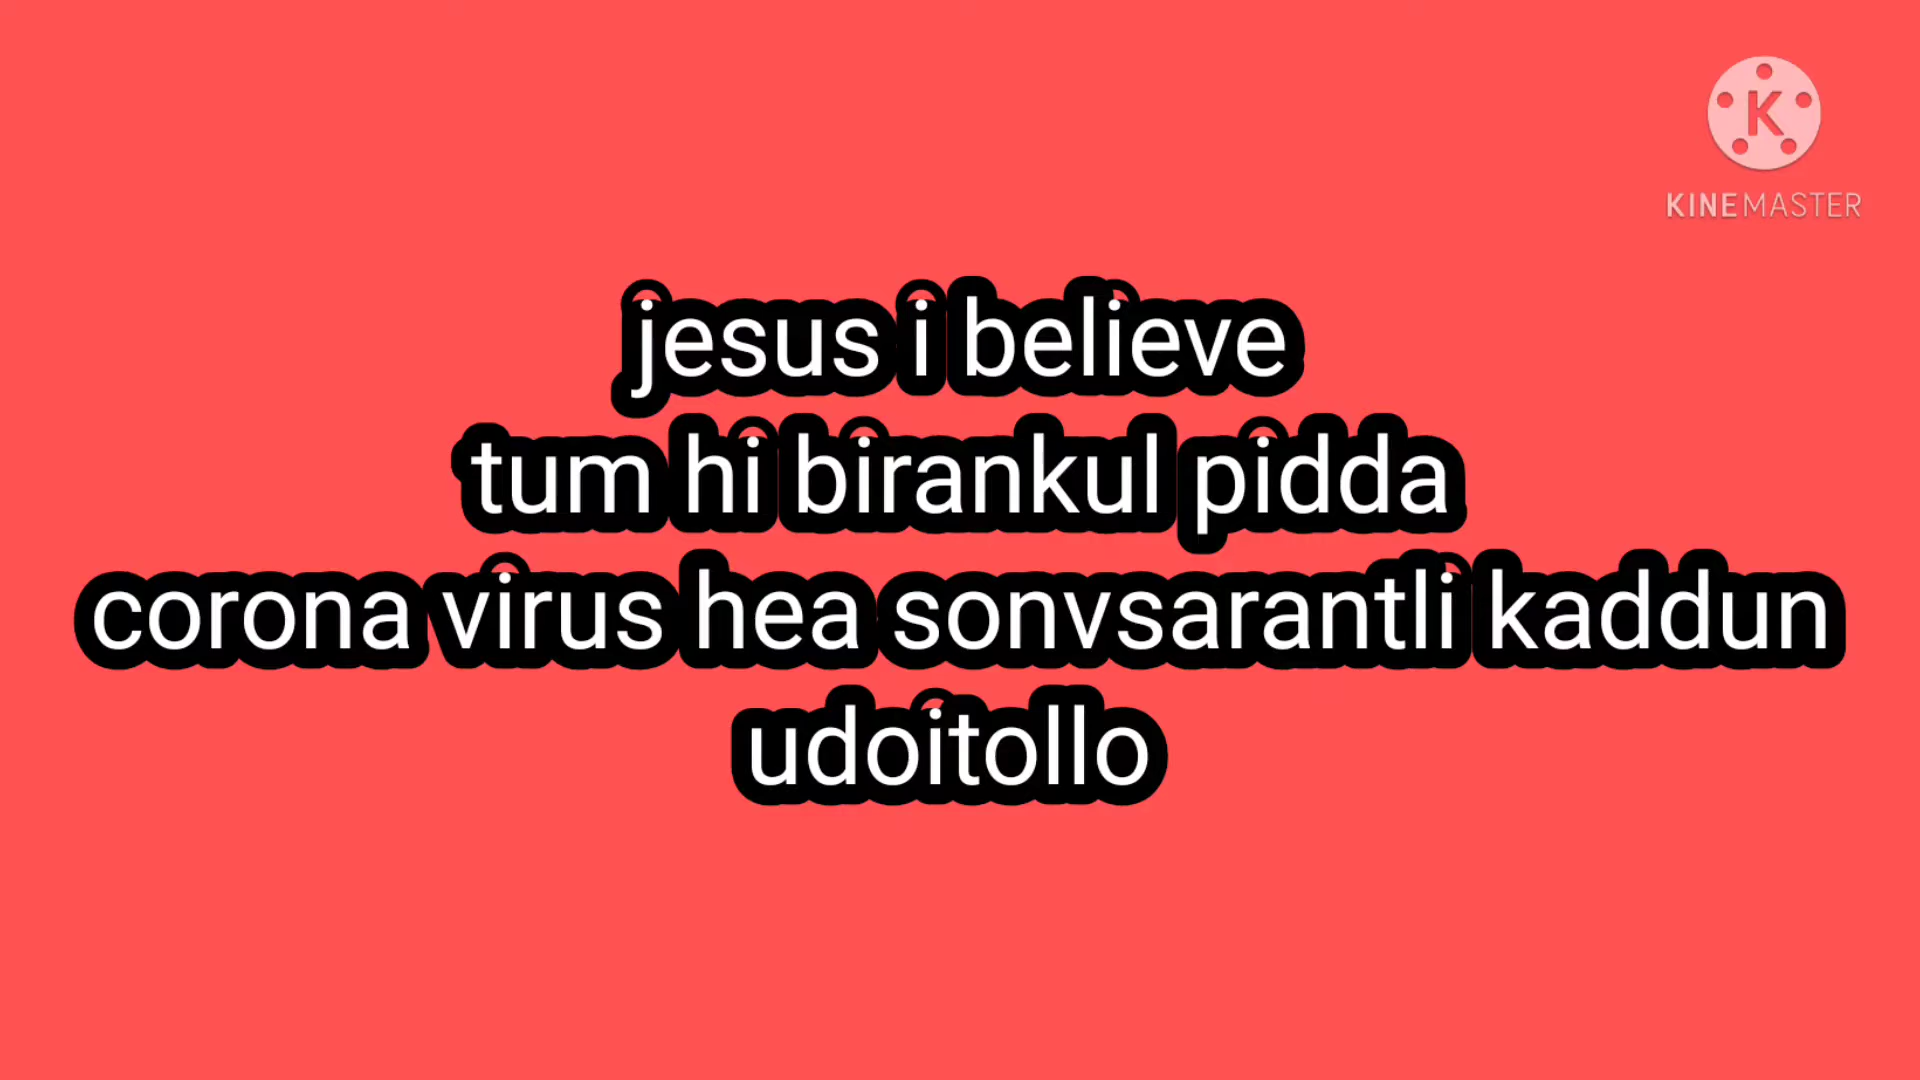 K
KINEMASTER
jesus i believe
tum hi birankul pidda
corona virus hea sonvsarantli kaddun
udoitollo